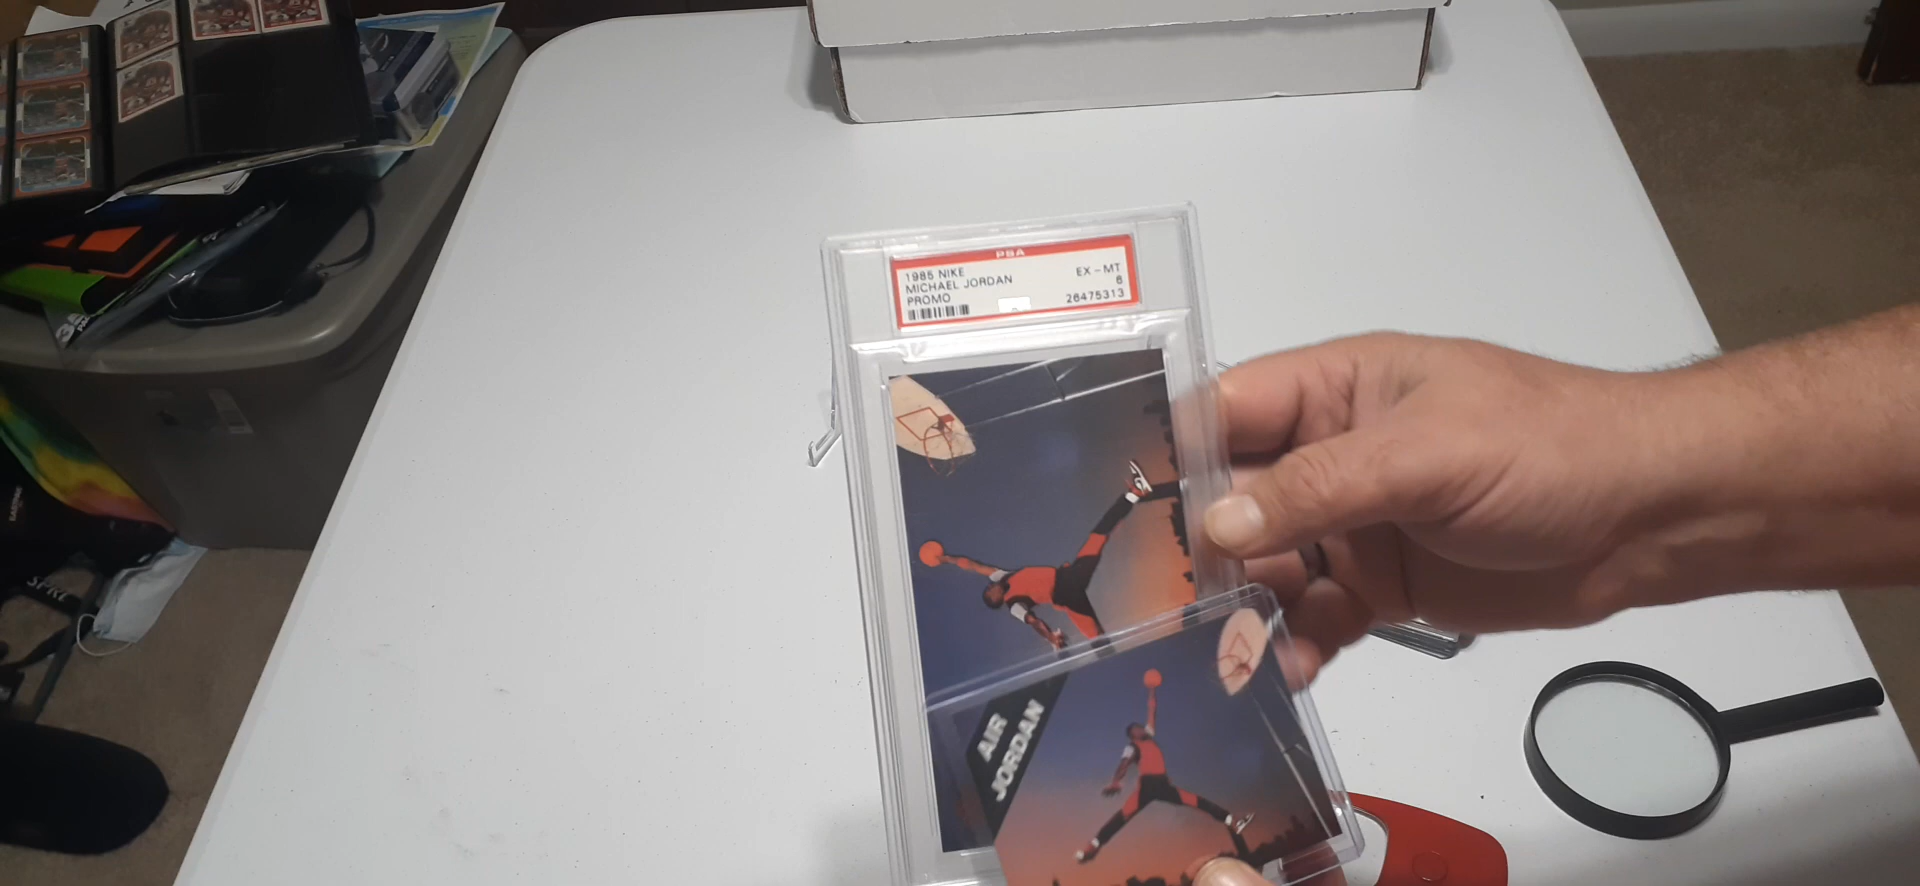 PSA
1985 NIKE EX - MT
MICHAEL JORDAN 6
PROMO 26475313
AIR
JORDAN